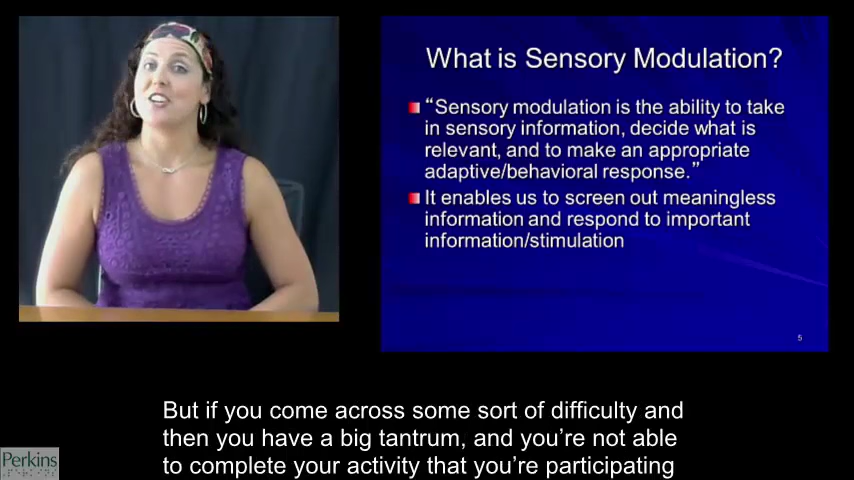 What is Sensory Modulation?
“Sensory modulation is the ability to take
in sensory information, decide what is
relevant, and to make an appropriate
adaptive/behavioral response.”
It enables us to screen out meaningless
information and respond to important
information/stimulation
5
But if you come across some sort of difficulty and
then you have a big tantrum, and you’re not able
to complete your activity that you’re participating
Perkins